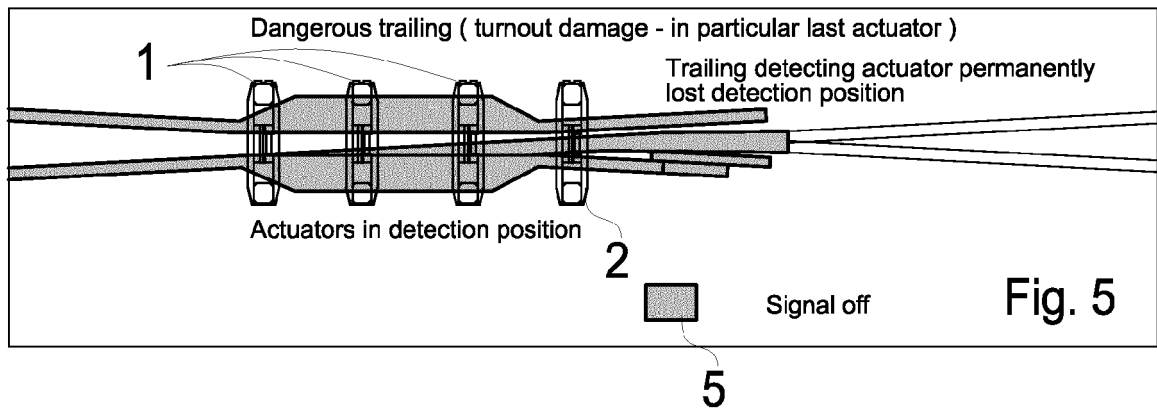 Dangerous trailing ( turnout damage - in particular last actuator )
1
Trailing detecting actuator permanently
lost detection position
Actuators in detection position
2
Signal off
Fig. 5
5